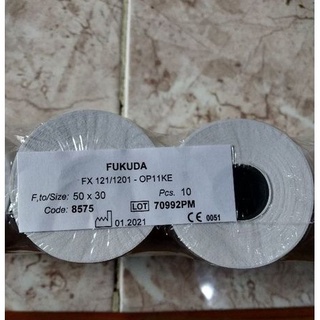 FUKUDA
FX 121/1201 - OP11KE
F,to/Size: 50 x 30 Pcs. 10
Code: 8575 LOT 70992PM
01.2021 CE 0051